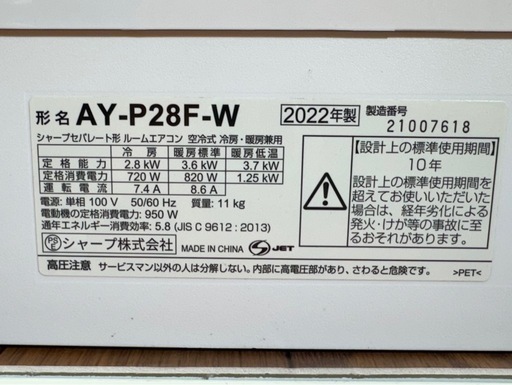 形名 AY-P28F-W 2022年製 製造番号 21007618
シャープセパレート形 ルームエアコン 空冷式 冷房・暖房兼用
冷房 暖房標準 暖房低温
定格能力 2.8 kW 3.6 kW 3.7 kW
定格消費電力 720 W 820 W 1.25 kW
運転電流 7.4 A 8.6 A
電源: 単相 100 V 50/60 Hz 質量: 11 kg
電動機の定格消費電力: 950 W
通年エネルギー消費効率: 5.8 (JIS C 9612 : 2013)
PSE シャープ株式会社 MADE IN CHINA S JET
【設計上の標準使用期間】
10年
設計上の標準使用期間を
超えてお使いいただいた
場合は、経年劣化による
発火・けが等の事故に至
るおそれがあります。
高圧注意 サービスマン以外の人は分解しない。内部に高電圧部があり、さわると危険です。 >PET<